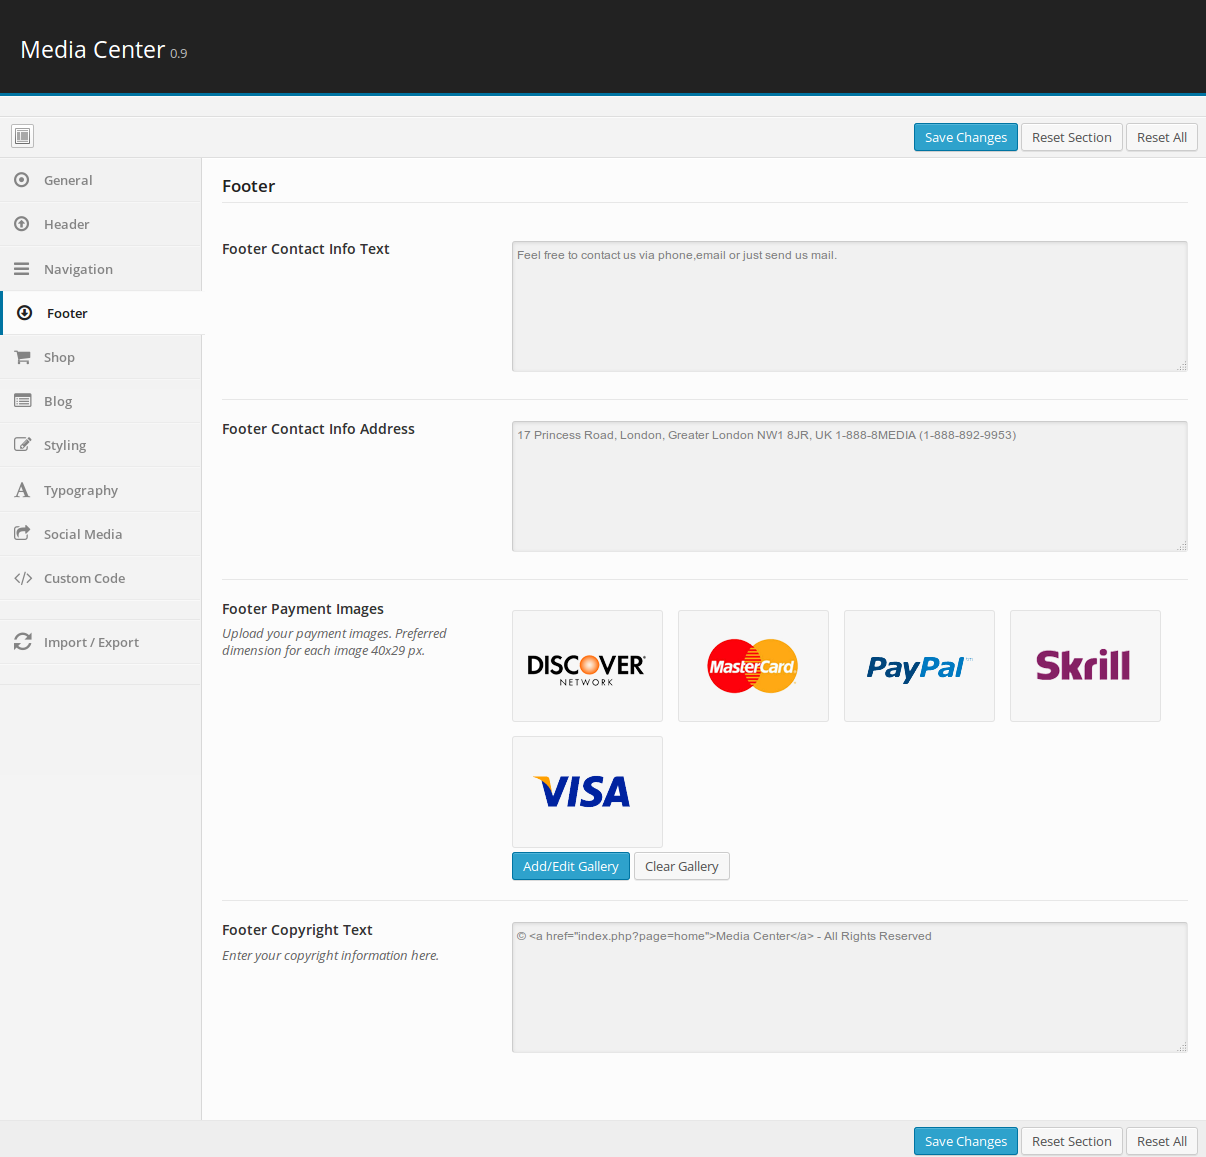 Media Center 0.9
Save Changes Reset Section Reset All
General
Header
Navigation
Footer
Shop
Blog
Styling
Typography
Social Media
Custom Code
Import / Export
Footer
Footer Contact Info Text
Feel free to contact us via phone,email or just send us mail.
Footer Contact Info Address
17 Princess Road, London, Greater London NW1 8JR, UK 1-888-8MEDIA (1-888-892-9953)
Footer Payment Images
Upload your payment images. Preferred
dimension for each image 40x29 px.
DISCOVER
NETWORK
MasterCard
PayPal™
Skrill
VISA
Add/Edit Gallery Clear Gallery
Footer Copyright Text
Enter your copyright information here.
© <a href="index.php?page=home">Media Center</a> - All Rights Reserved
Save Changes Reset Section Reset All